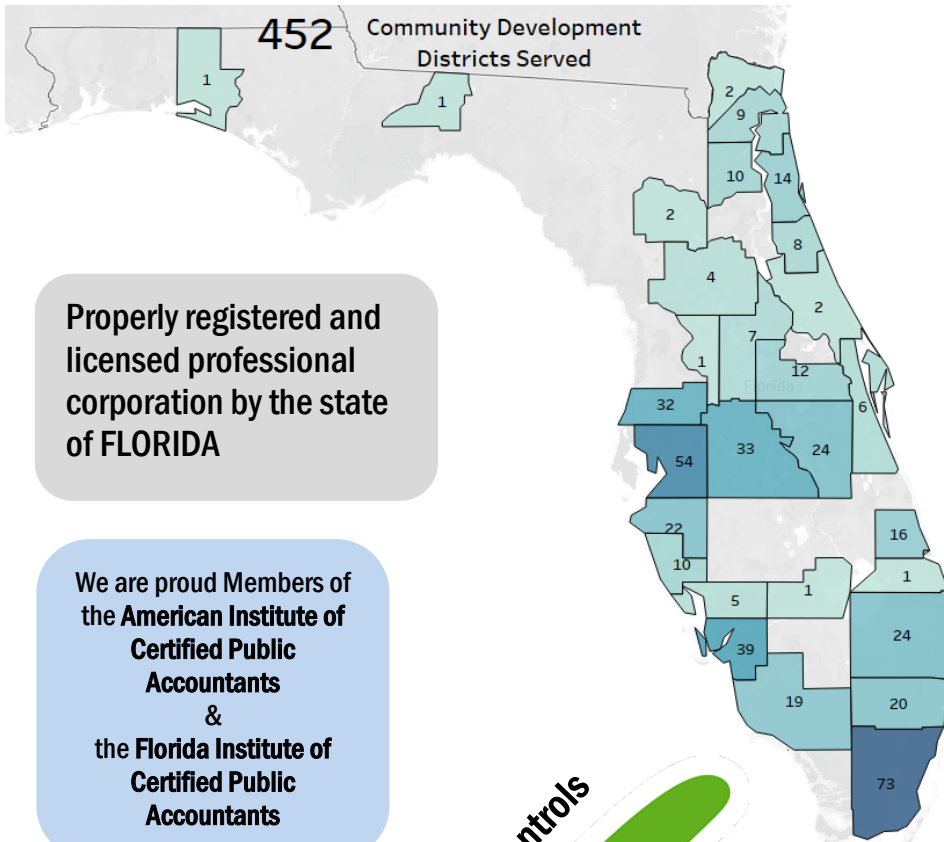 452
Community Development
Districts Served
1
1
2
9
10
14
2
8
4
2
7
1
12
Florida
6
32
33
24
54
22
16
10
1
1
5
24
39
19
20
73
Properly registered and
licensed professional
corporation by the state
of FLORIDA
We are proud Members of
the American Institute of
Certified Public
Accountants
&
the Florida Institute of
Certified Public
Accountants